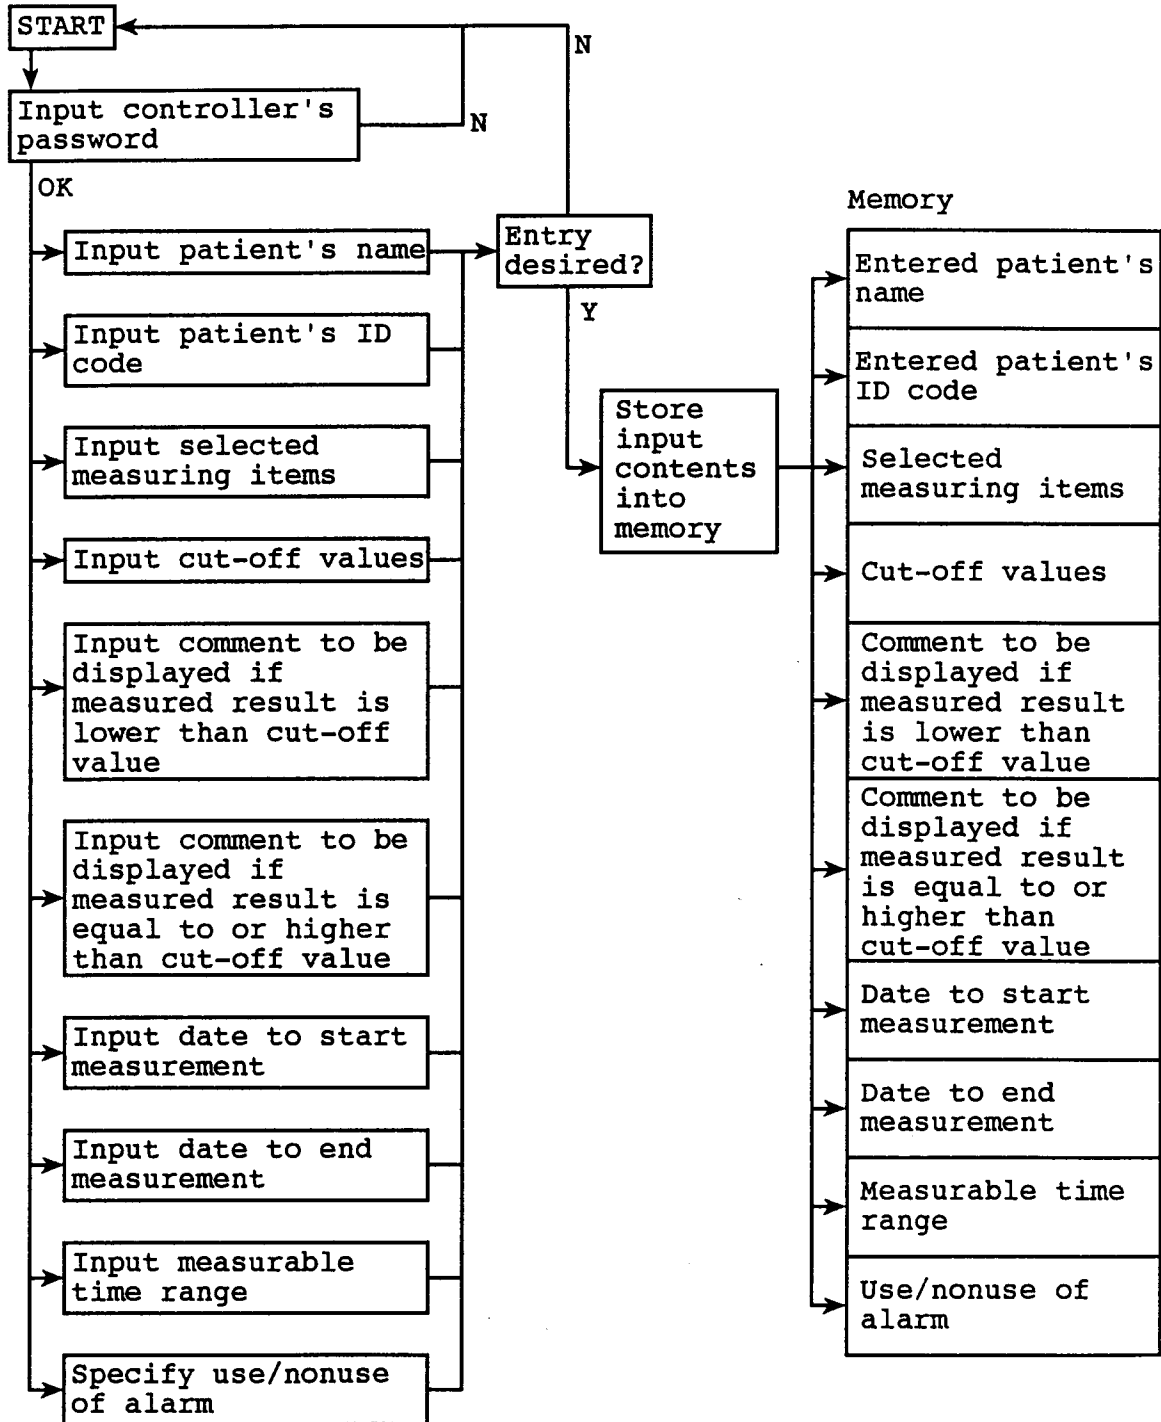 START
N
Input controller's
password
N
OK
Input patient's name
Entry
desired?
Y
Input patient's ID
code
Input selected
measuring items
Input cut-off values
Input comment to be
displayed if
measured result is
lower than cut-off
value
Input comment to be
displayed if
measured result is
equal to or higher
than cut-off value
Input date to start
measurement
Input date to end
measurement
Input measurable
time range
Specify use/nonuse
of alarm
Store
input
contents
into
memory
Memory
Entered patient's
name
Entered patient's
ID code
Selected
measuring items
Cut-off values
Comment to be
displayed if
measured result
is lower than
cut-off value
Comment to be
displayed if
measured result
is equal to or
higher than
cut-off value
Date to start
measurement
Date to end
measurement
Measurable time
range
Use/nonuse of
alarm